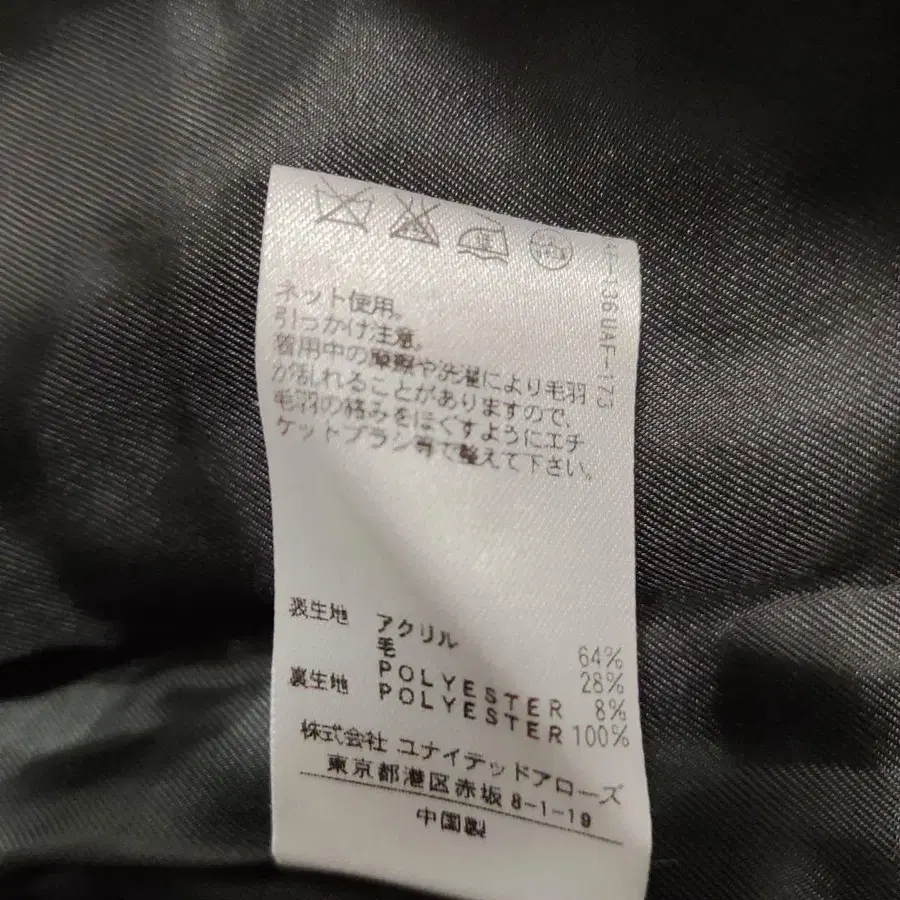 ネット使用。
引っかけ注意。
着用中の摩擦や洗濯により毛羽
が乱れることがありますので、
毛羽の絡みをほぐすようにエチ
ケットブラシ等で整えて下さい。
表生地 アクリル 64%
毛 28%
POLYESTER 8%
裏生地 POLYESTER 100%
株式会社 ユナイテッドアローズ
東京都港区赤坂 8-1-19
中国製